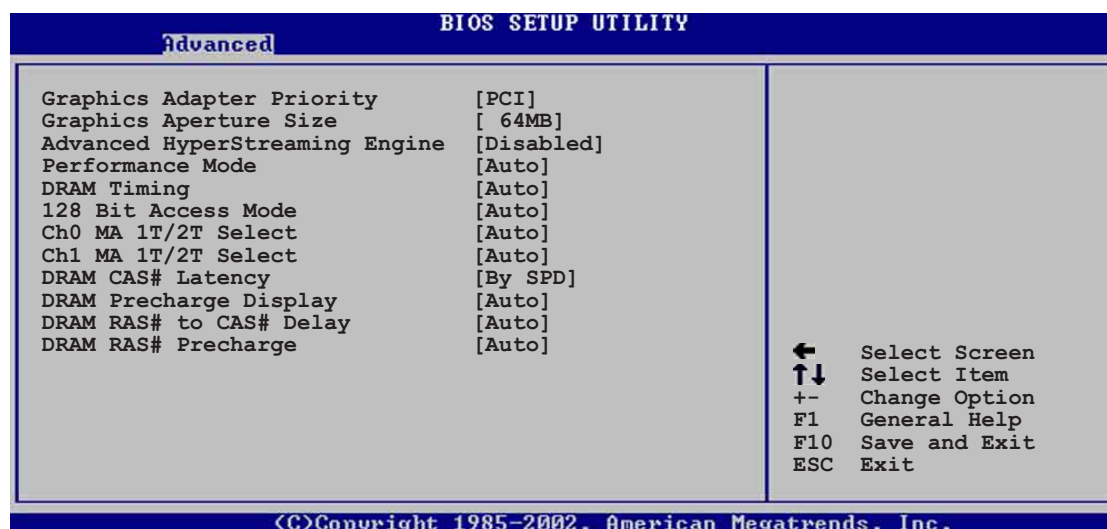 BIOS SETUP UTILITY
Advanced
Graphics Adapter Priority [PCI]
Graphics Aperture Size [ 64MB]
Advanced HyperStreaming Engine [Disabled]
Performance Mode [Auto]
DRAM Timing [Auto]
128 Bit Access Mode [Auto]
Ch0 MA 1T/2T Select [Auto]
Ch1 MA 1T/2T Select [Auto]
DRAM CAS# Latency [By SPD]
DRAM Precharge Display [Auto]
DRAM RAS# to CAS# Delay [Auto]
DRAM RAS# Precharge [Auto]
← Select Screen
↑↓ Select Item
+- Change Option
F1 General Help
F10 Save and Exit
ESC Exit
(C)Copyright 1985-2002, American Megatrends, Inc.